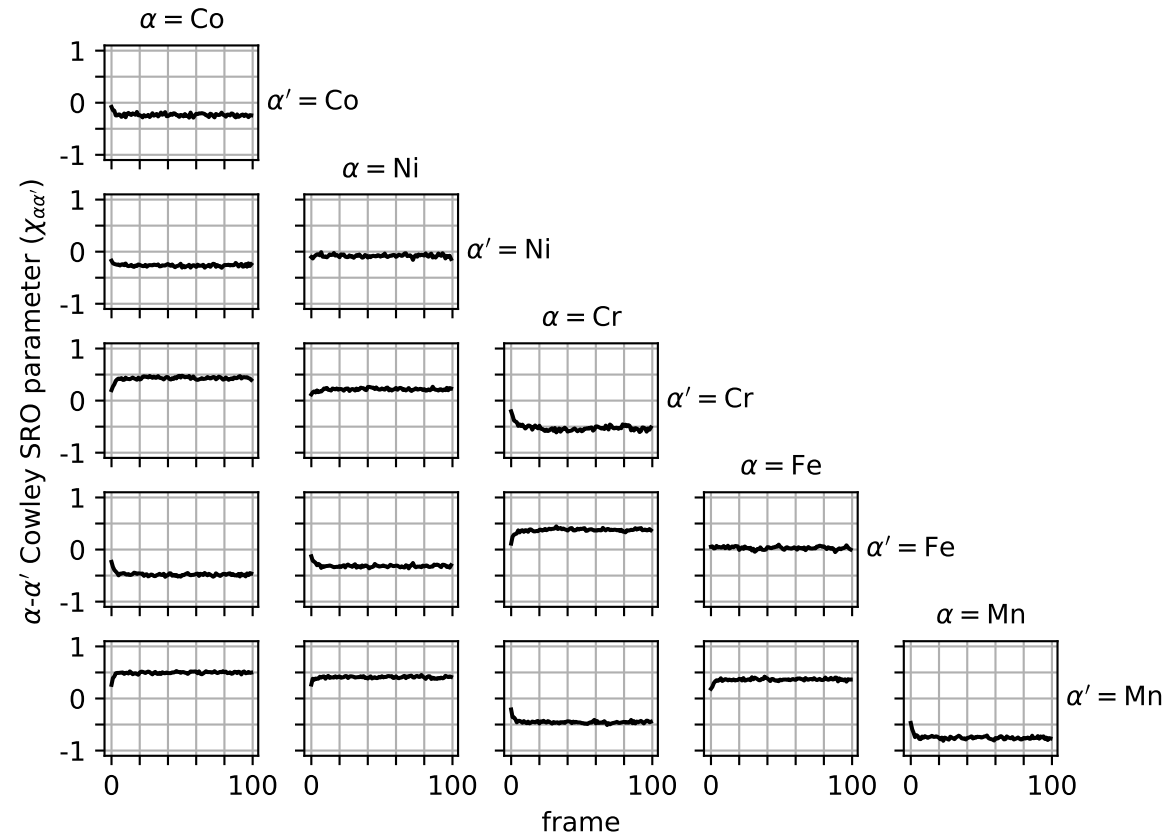 α = Co
1
0
-1
α′ = Co
α = Ni
1
0
-1
α′ = Ni
α = Cr
1
0
-1
α′ = Cr
α = Fe
1
0
-1
α′ = Fe
α = Mn
1
0
-1
α′ = Mn
0 100 0 100 0 100 0 100 0 100
frame
α-α′ Cowley SRO parameter (χαα′)